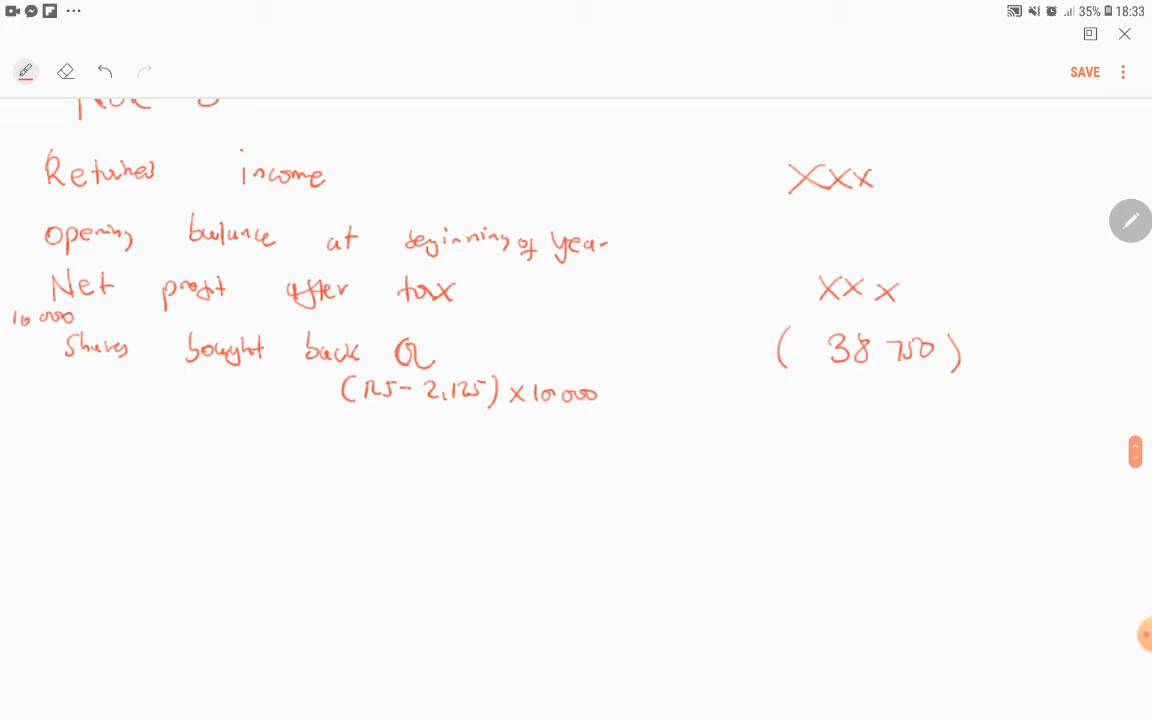 35% 18:33
SAVE
Retained income xxx
Opening balance at beginning of year
Net profit after tax xxx
10 000
Shares bought back @ (38 750)
(125 - 2,125) x 10 000